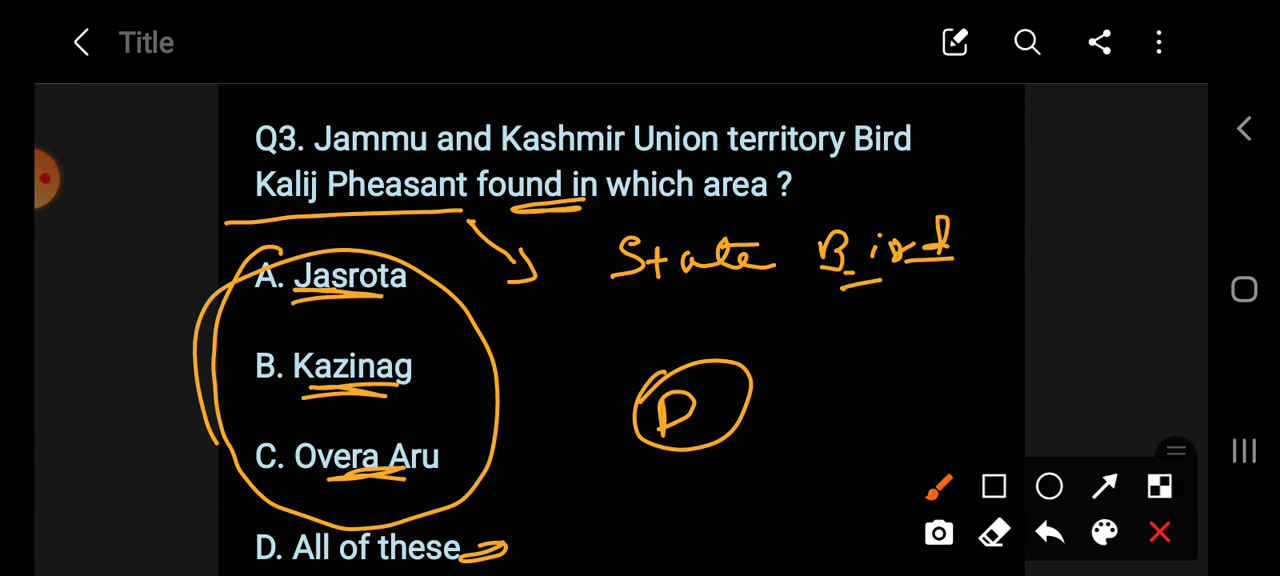 Title
Q3. Jammu and Kashmir Union territory Bird
Kalij Pheasant found in which area ?
State Bird
A. Jasrota
B. Kazinag
D
C. Overa Aru
D. All of these